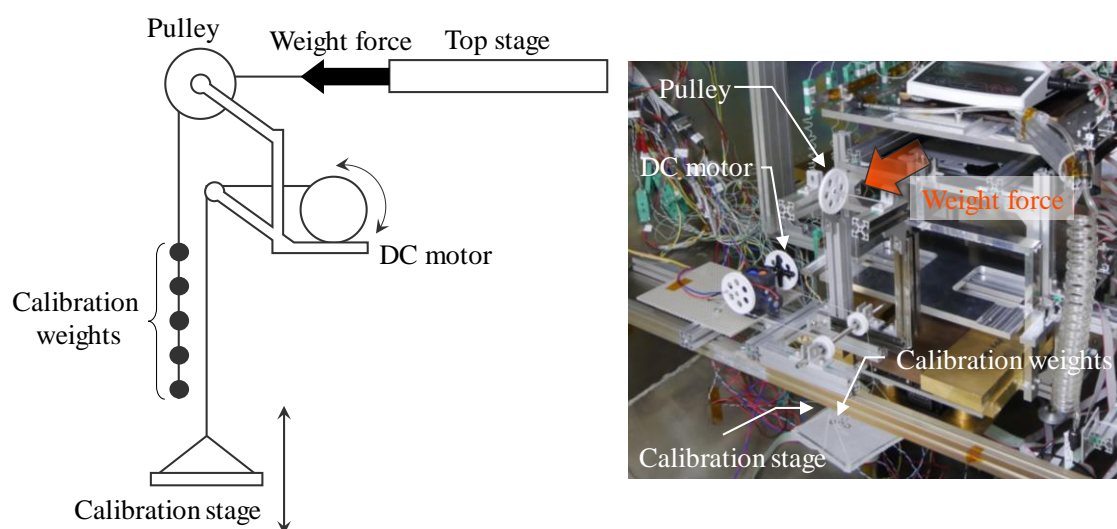 Pulley
Weight force
Top stage
DC motor
Calibration
weights
Calibration stage
Pulley
DC motor
Weight force
Calibration weights
Calibration stage